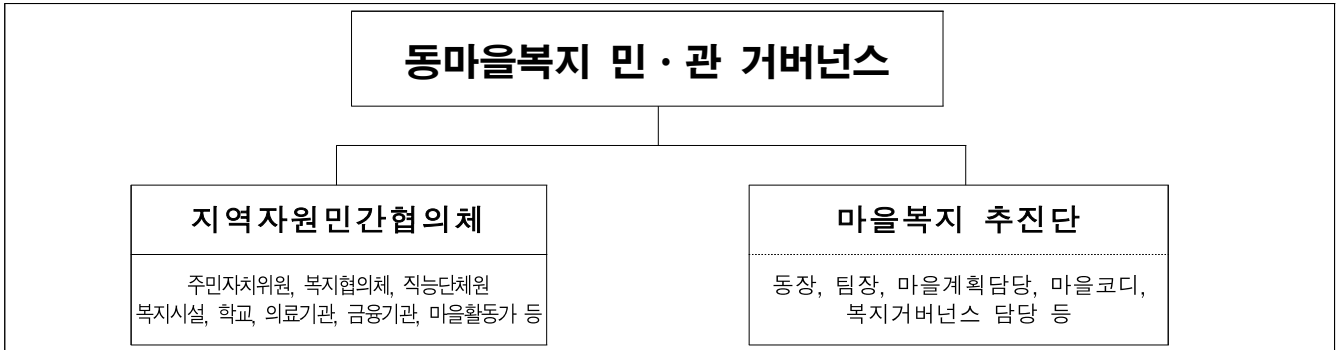 동마을복지 민·관 거버넌스
지역자원민간협의체
주민자치위원, 복지협의체, 직능단체원
복지시설, 학교, 의료기관, 금융기관, 마을활동가 등
마을복지 추진단
동장, 팀장, 마을계획담당, 마을코디,
복지거버넌스 담당 등